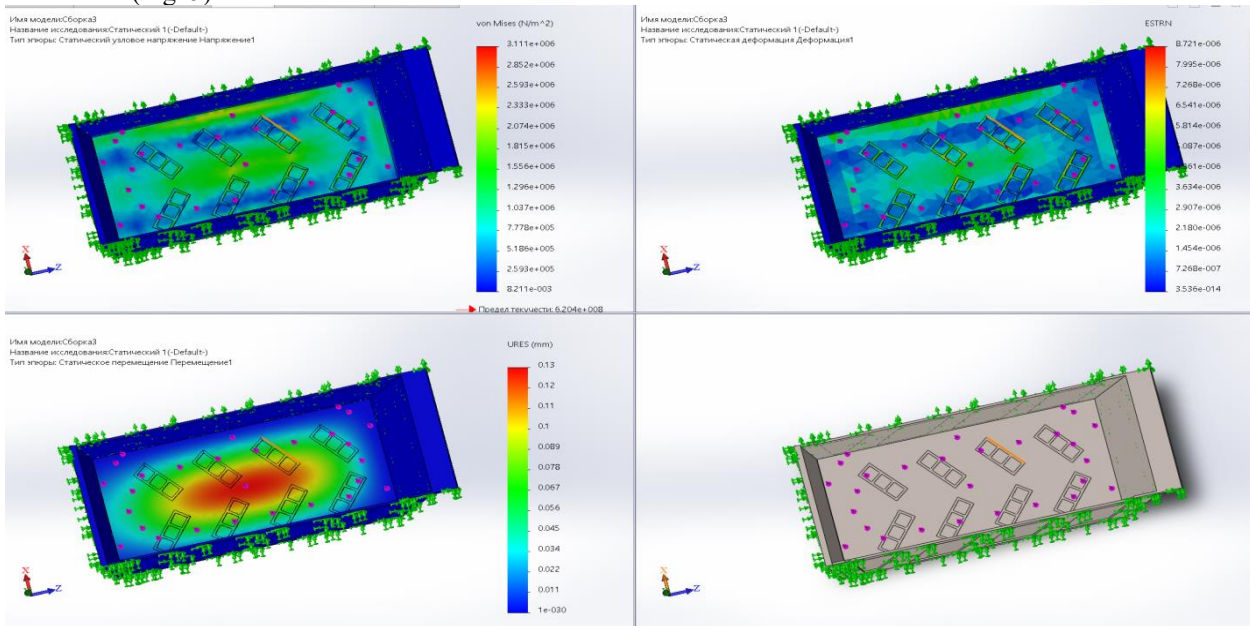 Имя модели:Сборка3
Название исследования:Статический 1(-Default-)
Тип эпюры: Статический узловое напряжение Напряжение1
von Mises (N/m^2)
3.111e+006
2.852e+006
2.593e+006
2.333e+006
2.074e+006
1.815e+006
1.556e+006
1.296e+006
1.037e+006
7.778e+005
5.186e+005
2.593e+005
8.211e-003
Предел текучести: 6.204e+008
X
Z
Имя модели:Сборка3
Название исследования:Статический 1(-Default-)
Тип эпюры: Статическая деформация Деформация1
ESTRN
8.721e-006
7.995e-006
7.268e-006
6.541e-006
5.814e-006
3.634e-006
2.907e-006
2.180e-006
1.454e-006
7.268e-007
3.536e-014
X
Z
Имя модели:Сборка3
Название исследования:Статический 1(-Default-)
Тип эпюры: Статическое перемещение Перемещение1
URES (mm)
0.13
0.12
0.11
0.1
0.089
0.078
0.067
0.056
0.045
0.034
0.022
0.011
1e-030
X
Z
X
Z